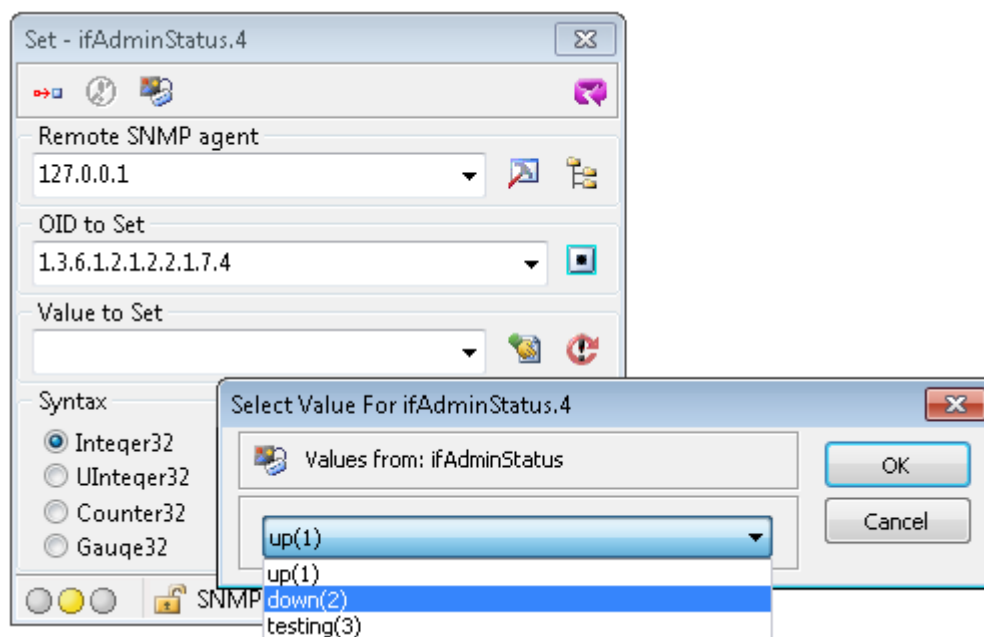 Set - ifAdminStatus.4
Remote SNMP agent
127.0.0.1
OID to Set
1.3.6.1.2.1.2.2.1.7.4
Value to Set
Syntax
Integer32
UInteger32
Counter32
Gauge32
SNMP
Select Value For ifAdminStatus.4
Values from: ifAdminStatus
OK
Cancel
up(1)
up(1)
down(2)
testing(3)